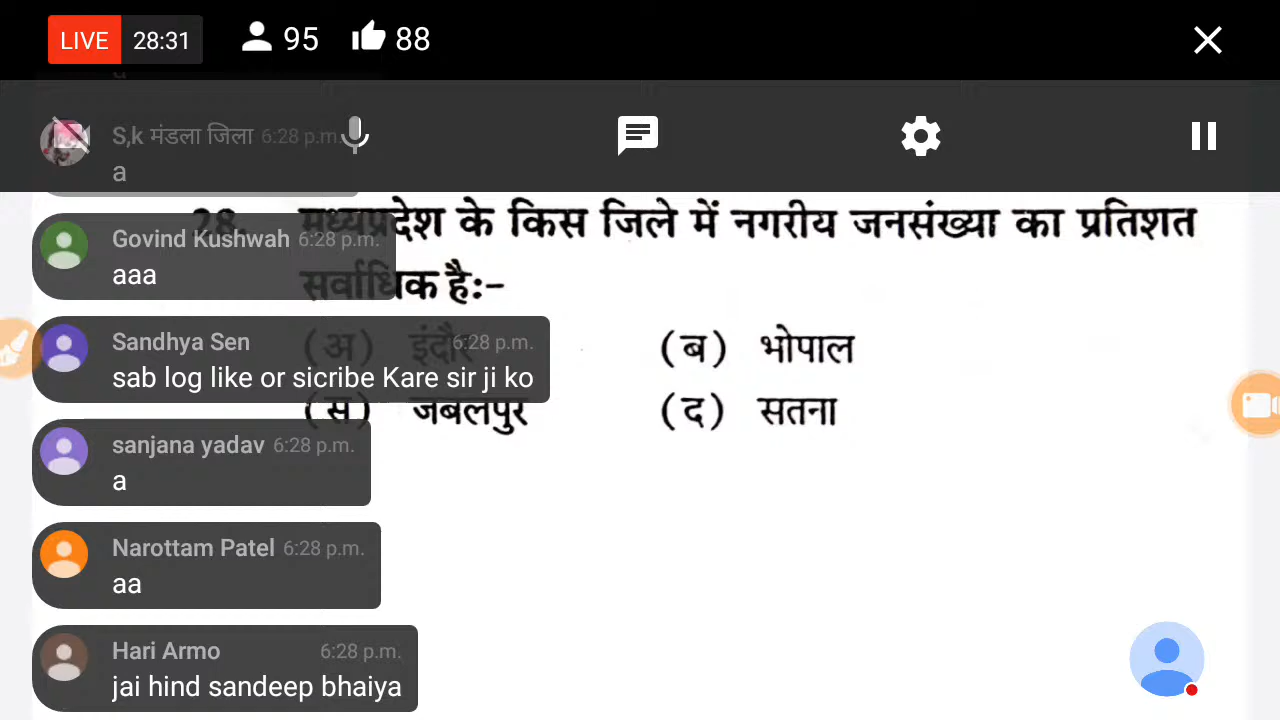 LIVE 28:31 95 88
S,k मंडला जिला 6:28 p.m.
a
28. मध्यप्रदेश के किस जिले में नगरीय जनसंख्या का प्रतिशत
Govind Kushwah 6:28 p.m.
aaa
सर्वाधिक है:-
Sandhya Sen 6:28 p.m.
sab log like or sicribe Kare sir ji ko
(अ) इंदौर (ब) भोपाल
(स) जबलपुर (द) सतना
sanjana yadav 6:28 p.m.
a
Narottam Patel 6:28 p.m.
aa
Hari Armo 6:28 p.m.
jai hind sandeep bhaiya